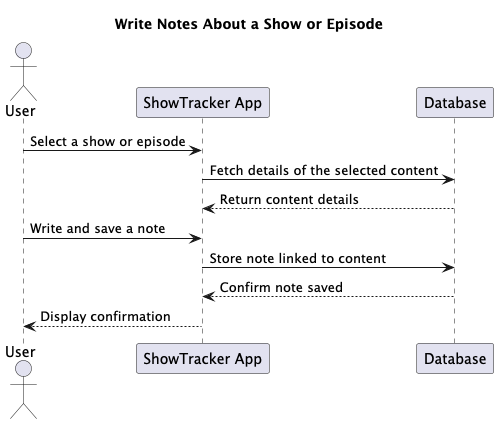 Write Notes About a Show or Episode
User
ShowTracker App
Database
Select a show or episode
Fetch details of the selected content
Return content details
Write and save a note
Store note linked to content
Confirm note saved
Display confirmation
User
ShowTracker App
Database